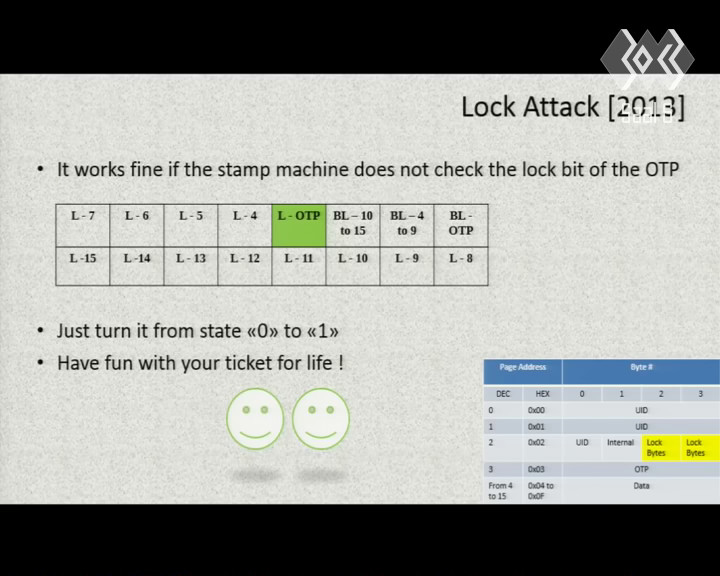 Lock Attack [2013]
• It works fine if the stamp machine does not check the lock bit of the OTP
L - 7 L - 6 L - 5 L - 4 L - OTP BL – 10 to 15 BL – 4 to 9 BL - OTP
L -15 L -14 L - 13 L - 12 L - 11 L - 10 L - 9 L - 8
• Just turn it from state «0» to «1»
• Have fun with your ticket for life !
Page Address Byte #
DEC HEX 0 1 2 3
0 0x00 UID
1 0x01 UID
2 0x02 UID Internal Lock Bytes Lock Bytes
3 0x03 OTP
From 4 to 15 0x04 to 0x0F Data